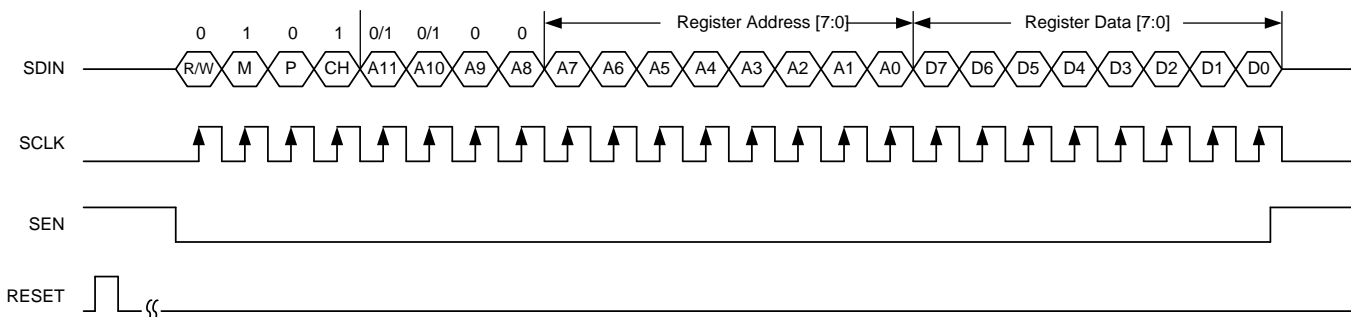 Register Address [7:0]
Register Data [7:0]
0 1 0 1 0/1 0/1 0 0
SDIN
R/W M P CH A11 A10 A9 A8 A7 A6 A5 A4 A3 A2 A1 A0 D7 D6 D5 D4 D3 D2 D1 D0
SCLK
SEN
RESET